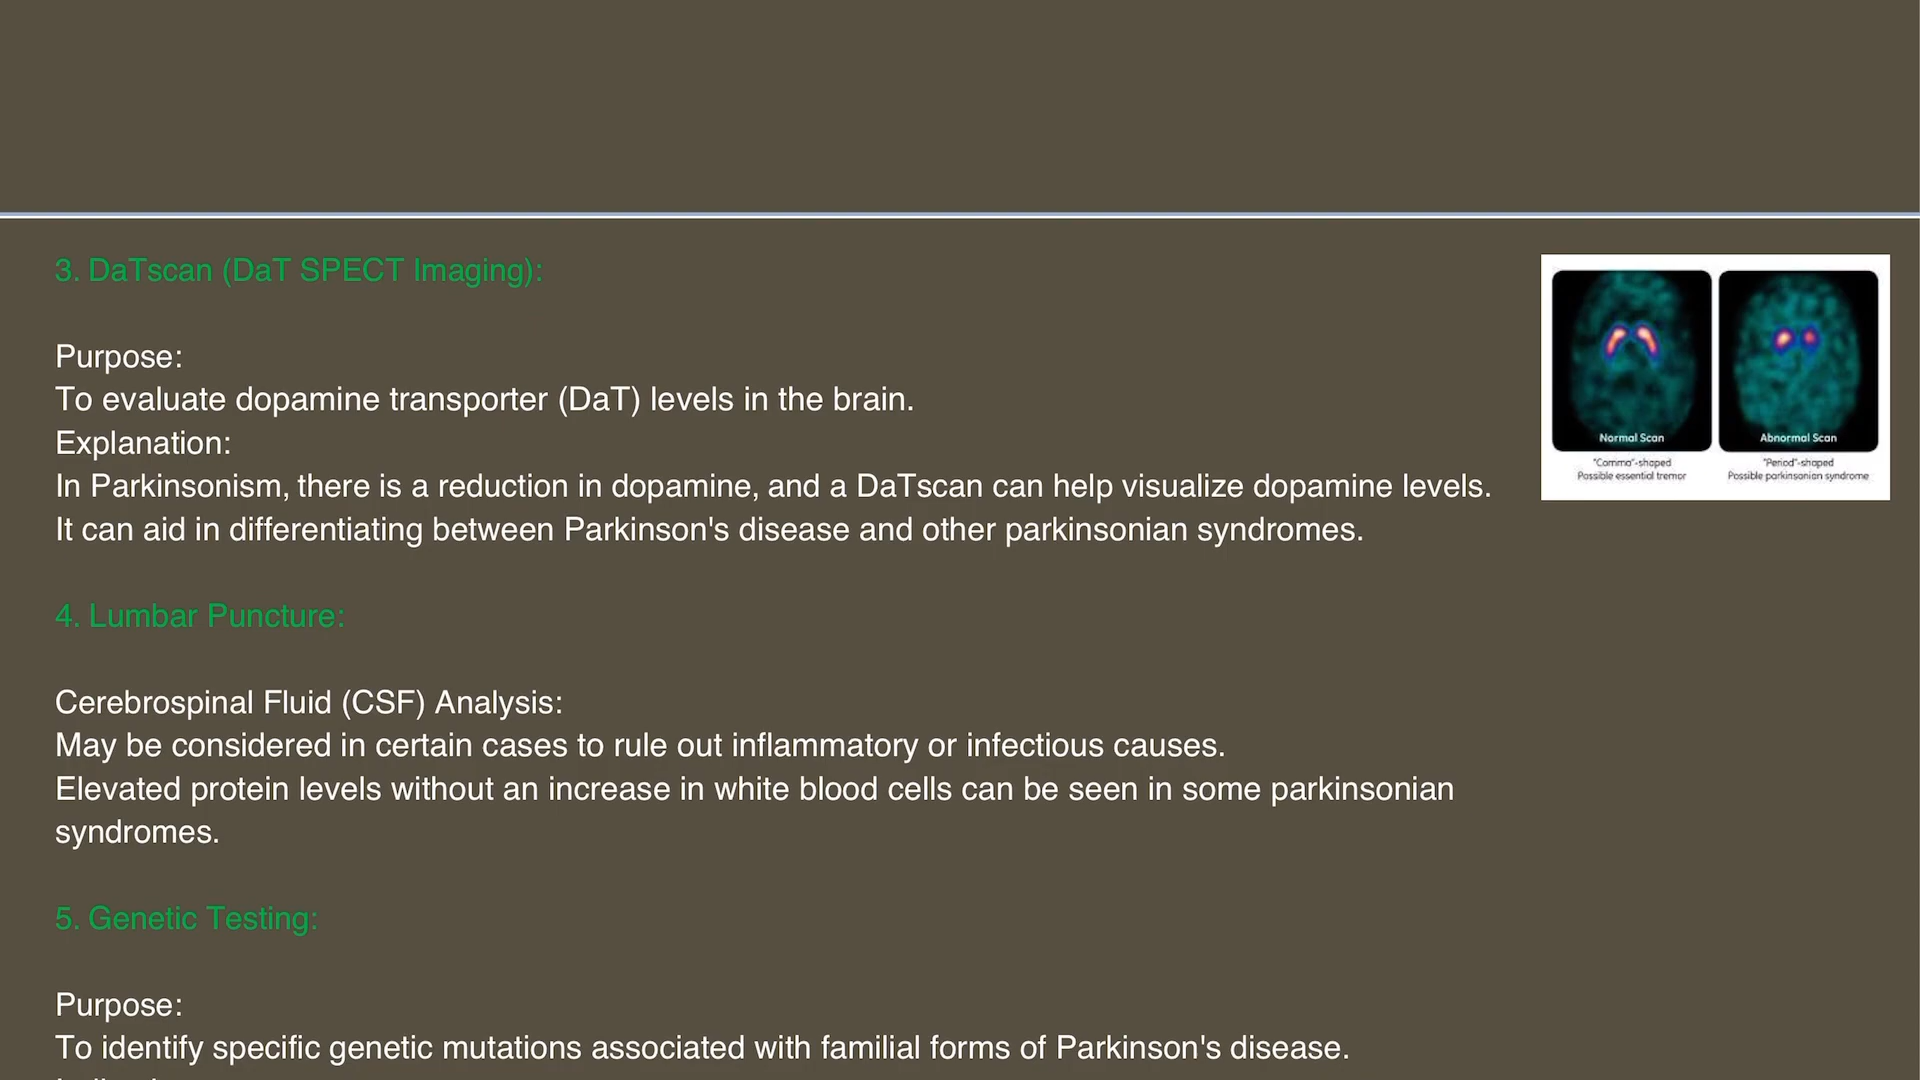 3. DaTscan (DaT SPECT Imaging):
Purpose:
To evaluate dopamine transporter (DaT) levels in the brain.
Explanation:
In Parkinsonism, there is a reduction in dopamine, and a DaTscan can help visualize dopamine levels.
It can aid in differentiating between Parkinson's disease and other parkinsonian syndromes.
Normal Scan
Abnormal Scan
"Comma"-shaped
Possible essential tremor
"Period"-shaped
Possible parkinsonian syndrome
4. Lumbar Puncture:
Cerebrospinal Fluid (CSF) Analysis:
May be considered in certain cases to rule out inflammatory or infectious causes.
Elevated protein levels without an increase in white blood cells can be seen in some parkinsonian
syndromes.
5. Genetic Testing:
Purpose:
To identify specific genetic mutations associated with familial forms of Parkinson's disease.